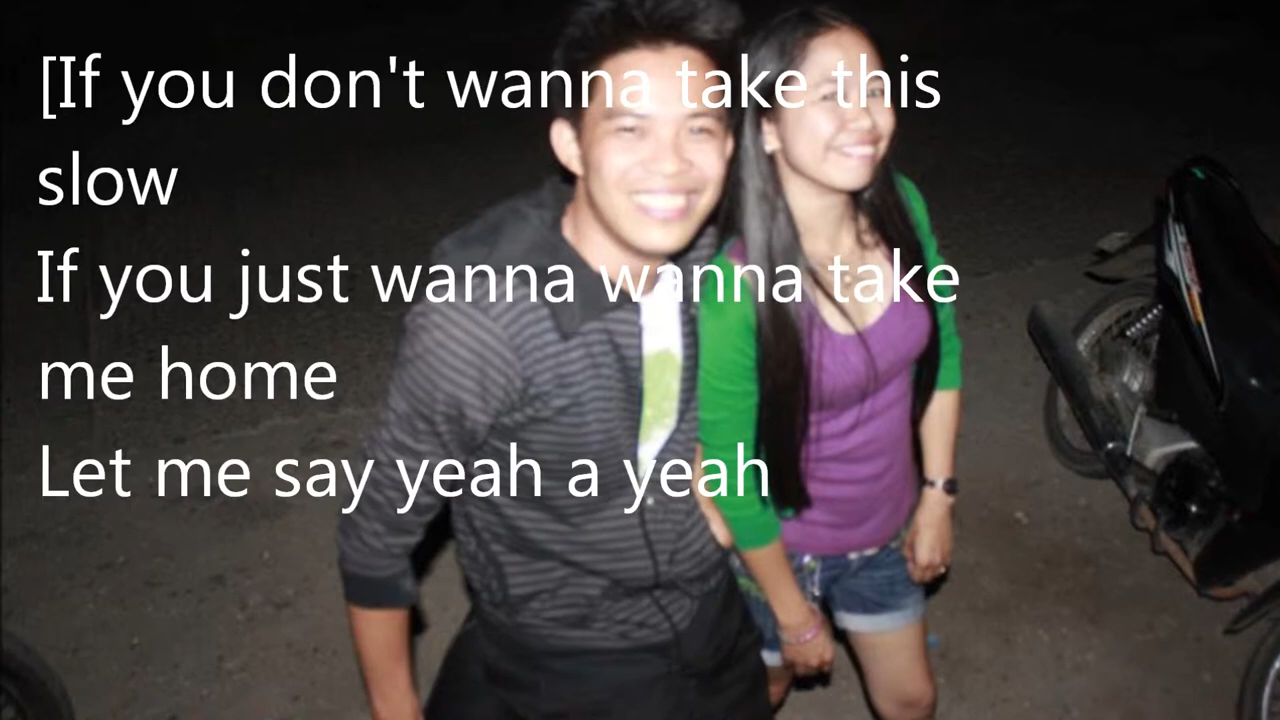 [If you don't wanna take this
slow
If you just wanna wanna take
me home
Let me say yeah a yeah